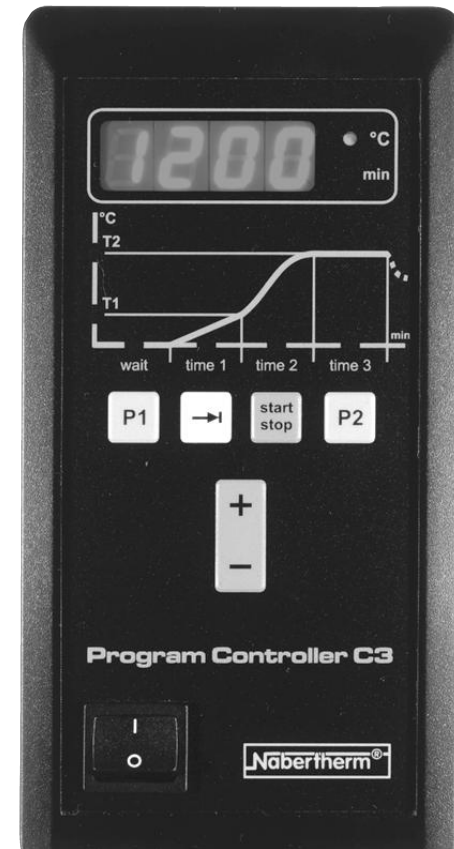 1200
°C
min
°C
T2
T1
min
wait time 1 time 2 time 3
P1 →| start stop P2
+
−
Program Controller C3
I
O
Nabertherm®